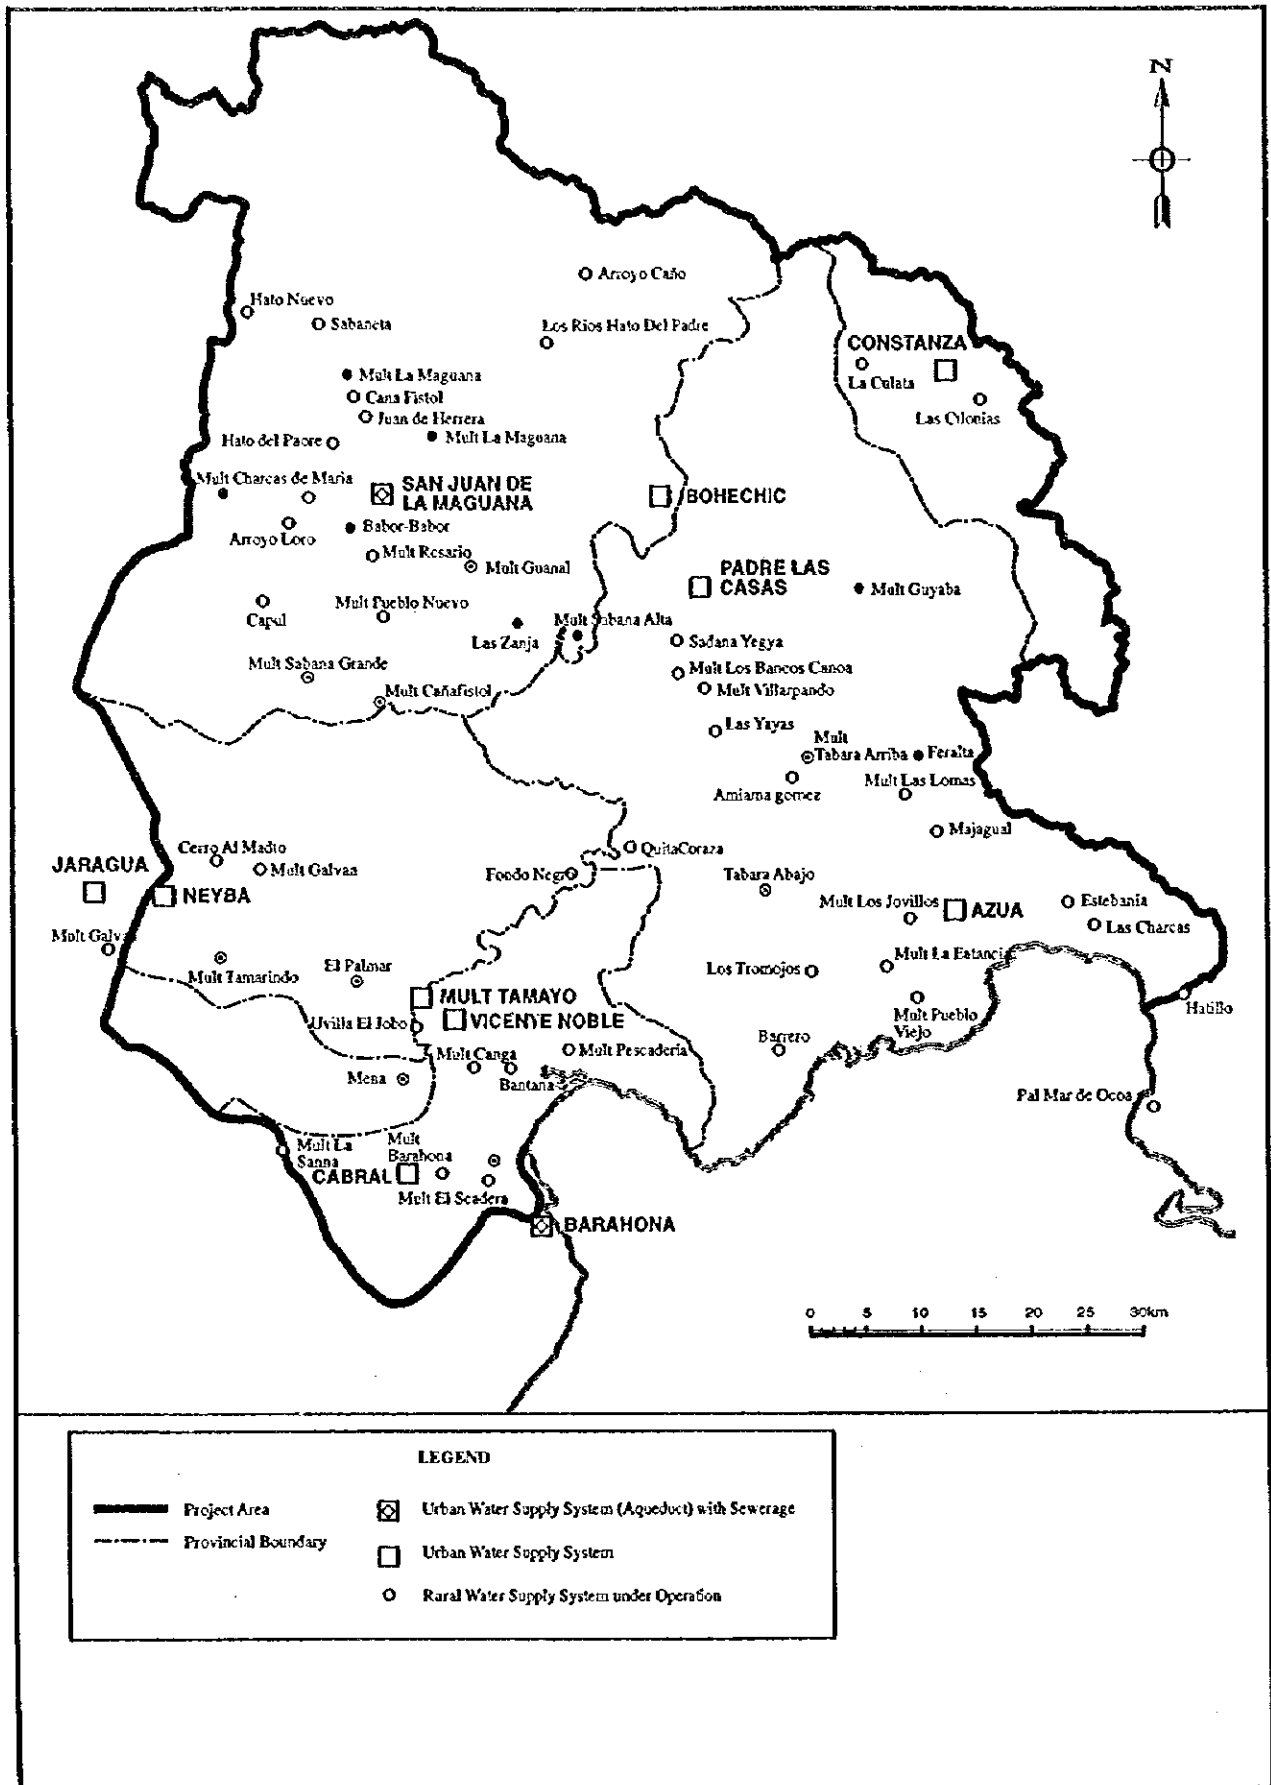 N
Arroyo Caño
Hato Nuevo
Sabaneta
Los Rios Hato Del Padre
CONSTANZA
La Culata
Las Cilonias
Mult La Maguana
Cana Fistol
Juan de Herrera
Mult La Maguana
Hato del Paore
Mult Charcas de Maria
SAN JUAN DE
LA MAGUANA
BOHECHIC
Arroyo Loro
Babor-Babor
Mult Rosario
Mult Guanal
PADRE LAS
CASAS
Mult Guyaba
Capul
Mult Pueblo Nuevo
Las Zanja
Mult Sabana Alta
Sadana Yegya
Mult Sabana Grande
Mult Los Bancos Canoa
Mult Villarpando
Mult Cañafistol
Las Yayas
Mult
Tabara Arriba
Feralta
Amiama gomez
Mult Las Lomas
Majagual
Cerro Al Madto
Mult Galvan
JARAGUA
NEYBA
Fondo Negro
QuitaCoraza
Tabara Abajo
Mult Los Jovillos
AZUA
Estebania
Las Charcas
Mult Galvan
Mult Tamarindo
El Palmar
Los Tromojos
Mult La Estancia
MULT TAMAYO
Uvilla El Jobo
VICENYE NOBLE
Mult Pueblo
Viejo
Hatillo
Barrero
Mult Canga
Mult Pescaderia
Mena
Bantana
Pal Mar de Ocoa
Mult La
Sanna
Mult
Barahona
CABRAL
Mult El Scadera
BARAHONA
0 5 10 15 20 25 30km
LEGEND
Project Area
Urban Water Supply System (Aqueduct) with Sewerage
Provincial Boundary
Urban Water Supply System
Raral Water Supply System under Operation